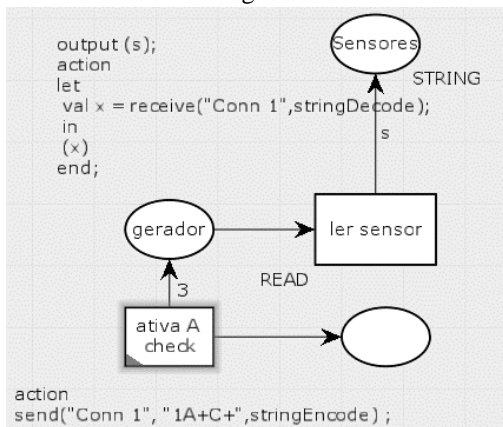 output (s);
action
let
val x = receive("Conn 1",stringDecode);
in
(x)
end;
Sensores
STRING
s
gerador
ler sensor
READ
3
ativa A
check
action
send("Conn 1", "1A+C+",stringEncode) ;